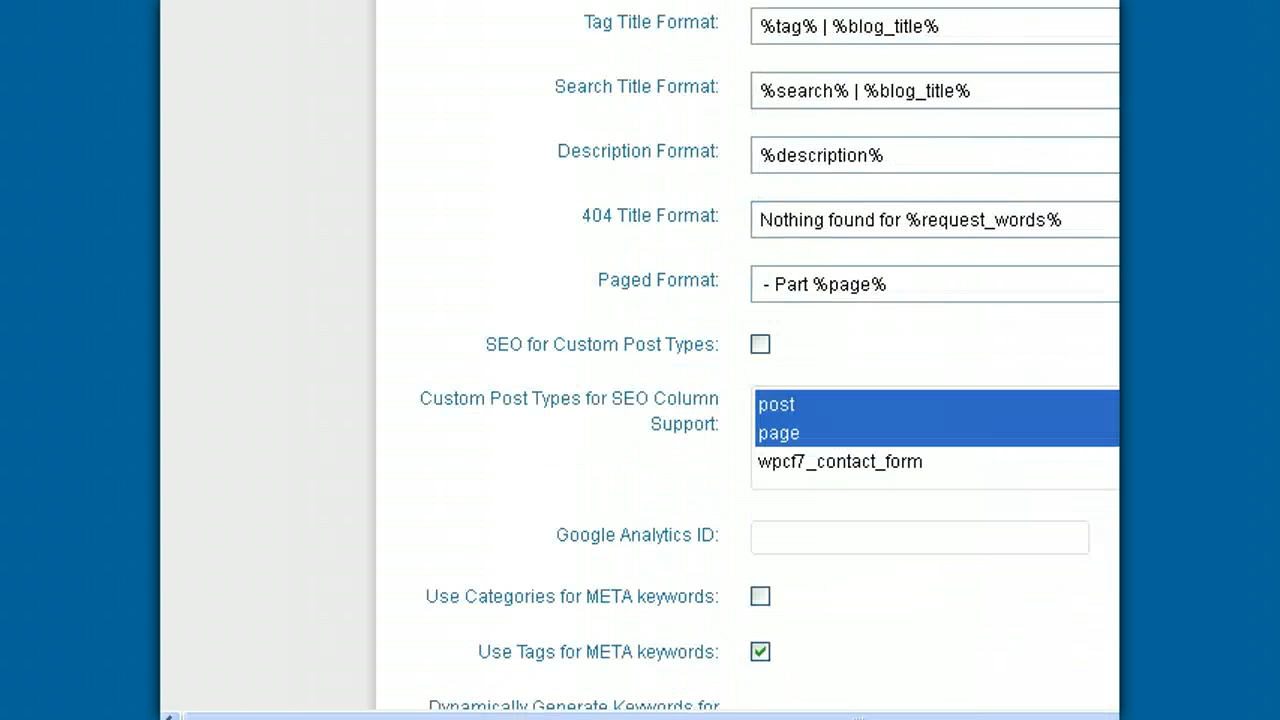 Tag Title Format: %tag% | %blog_title%
Search Title Format: %search% | %blog_title%
Description Format: %description%
404 Title Format: Nothing found for %request_words%
Paged Format: - Part %page%
SEO for Custom Post Types:
Custom Post Types for SEO Column
Support:
post
page
wpcf7_contact_form
Google Analytics ID:
Use Categories for META keywords:
Use Tags for META keywords:
Dynamically Generate Keywords for